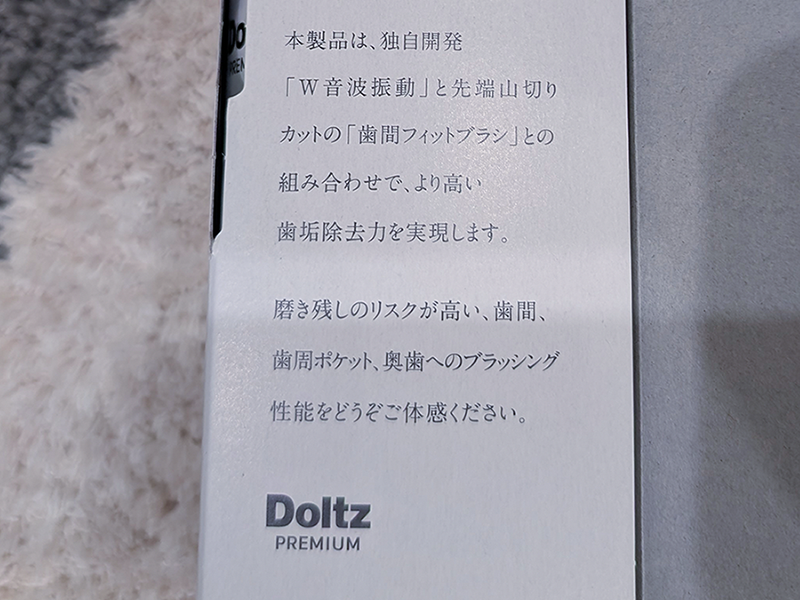 本製品は、独自開発
「W音波振動」と先端山切り
カットの「歯間フィットブラシ」との
組み合わせで、より高い
歯垢除去力を実現します。
磨き残しのリスクが高い、歯間、
歯周ポケット、奥歯へのブラッシング
性能をどうぞご体感ください。
Doltz
PREMIUM